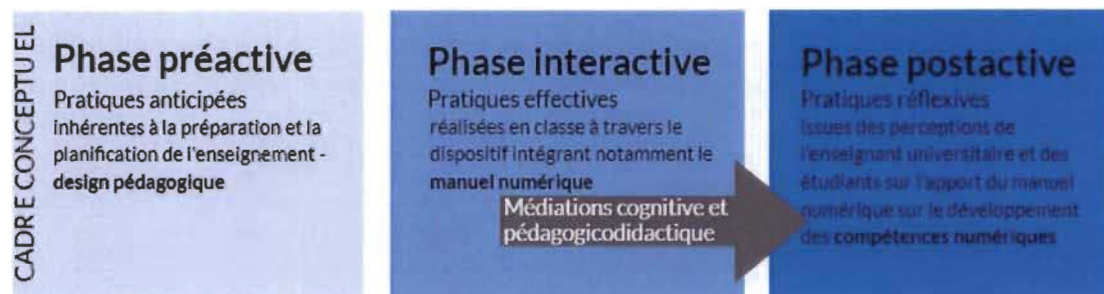 CADRE CONCEPTUEL
Phase préactive
Pratiques anticipées
inhérentes à la préparation et la
planification de l'enseignement -
design pédagogique
Phase interactive
Pratiques effectives
réalisées en classe à travers le
dispositif intégrant notamment le
manuel numérique
Médiations cognitive et
pédagogicodidactique
Phase postactive
Pratiques réflexives
issues des perceptions de
l'enseignant universitaire et des
étudiants sur l'apport du manuel
numérique sur le développement
des compétences numériques